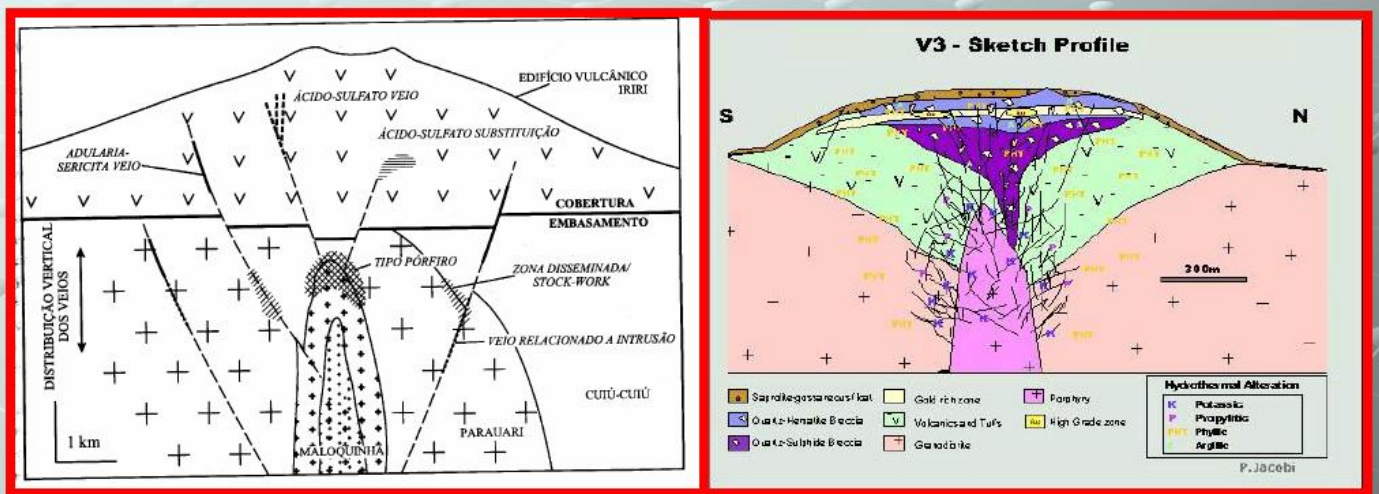 EDIFÍCIO VULCÂNICO
IRIRI
ÁCIDO-SULFATO VEIO
ÁCIDO-SULFATO SUBSTITUIÇÃO
ADULARIA-
SERICITA VEIO
COBERTURA
EMBASAMENTO
DISTRIBUIÇÃO VERTICAL
DOS VEIOS
TIPO PÓRFIRO
ZONA DISSEMINADA/
STOCK-WORK
VEIO RELACIONADO A INTRUSÃO
CUIÚ-CUIÚ
PARAUARI
MALOQUINHA
1 km
V3 - Sketch Profile
S
N
300m
Gold rich zone
Porphyry
Quartz-Hematite Breccia
Volcanics and Tuffs
Au High Grade zone
Quartz-Sulphide Breccia
Granodiorite
Hydrothermal Alteration
K Potassic
P Propylitic
PHY Phyllic
Argillic
P.Jacobi